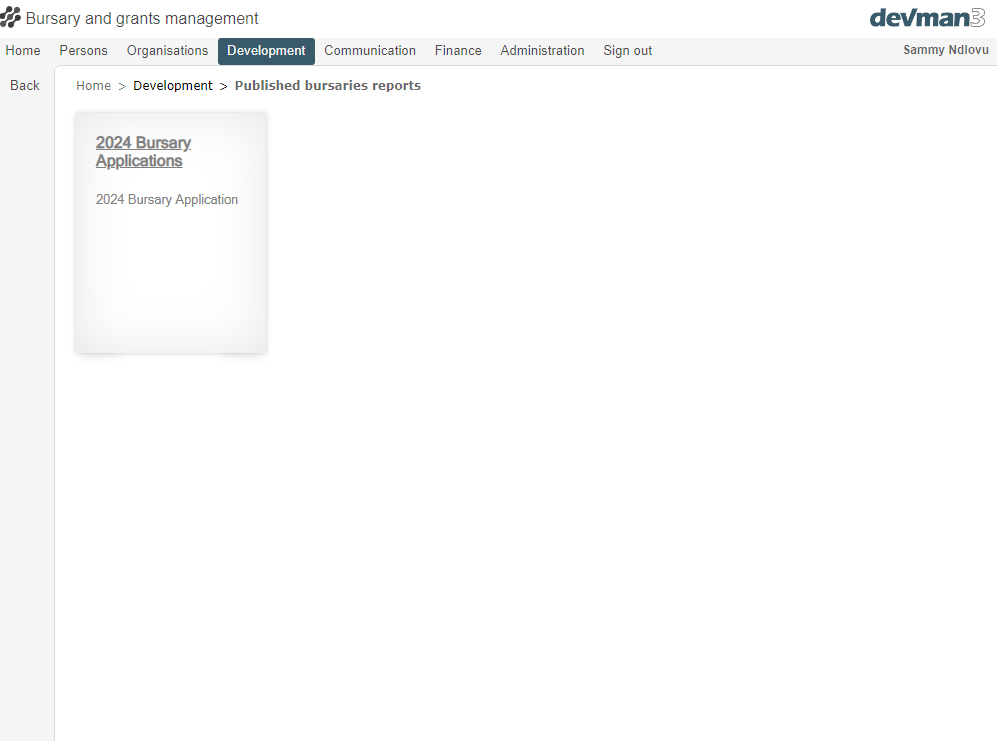 Bursary and grants management
devman3
Home Persons Organisations Development Communication Finance Administration Sign out Sammy Ndlovu
Back
Home > Development > Published bursaries reports
2024 Bursary
Applications
2024 Bursary Application